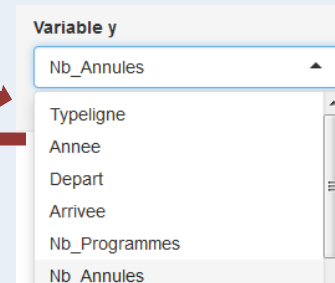 Variable y
Nb_Annules
Typeligne
Annee
Depart
Arrivee
Nb_Programmes
Nb_Annules